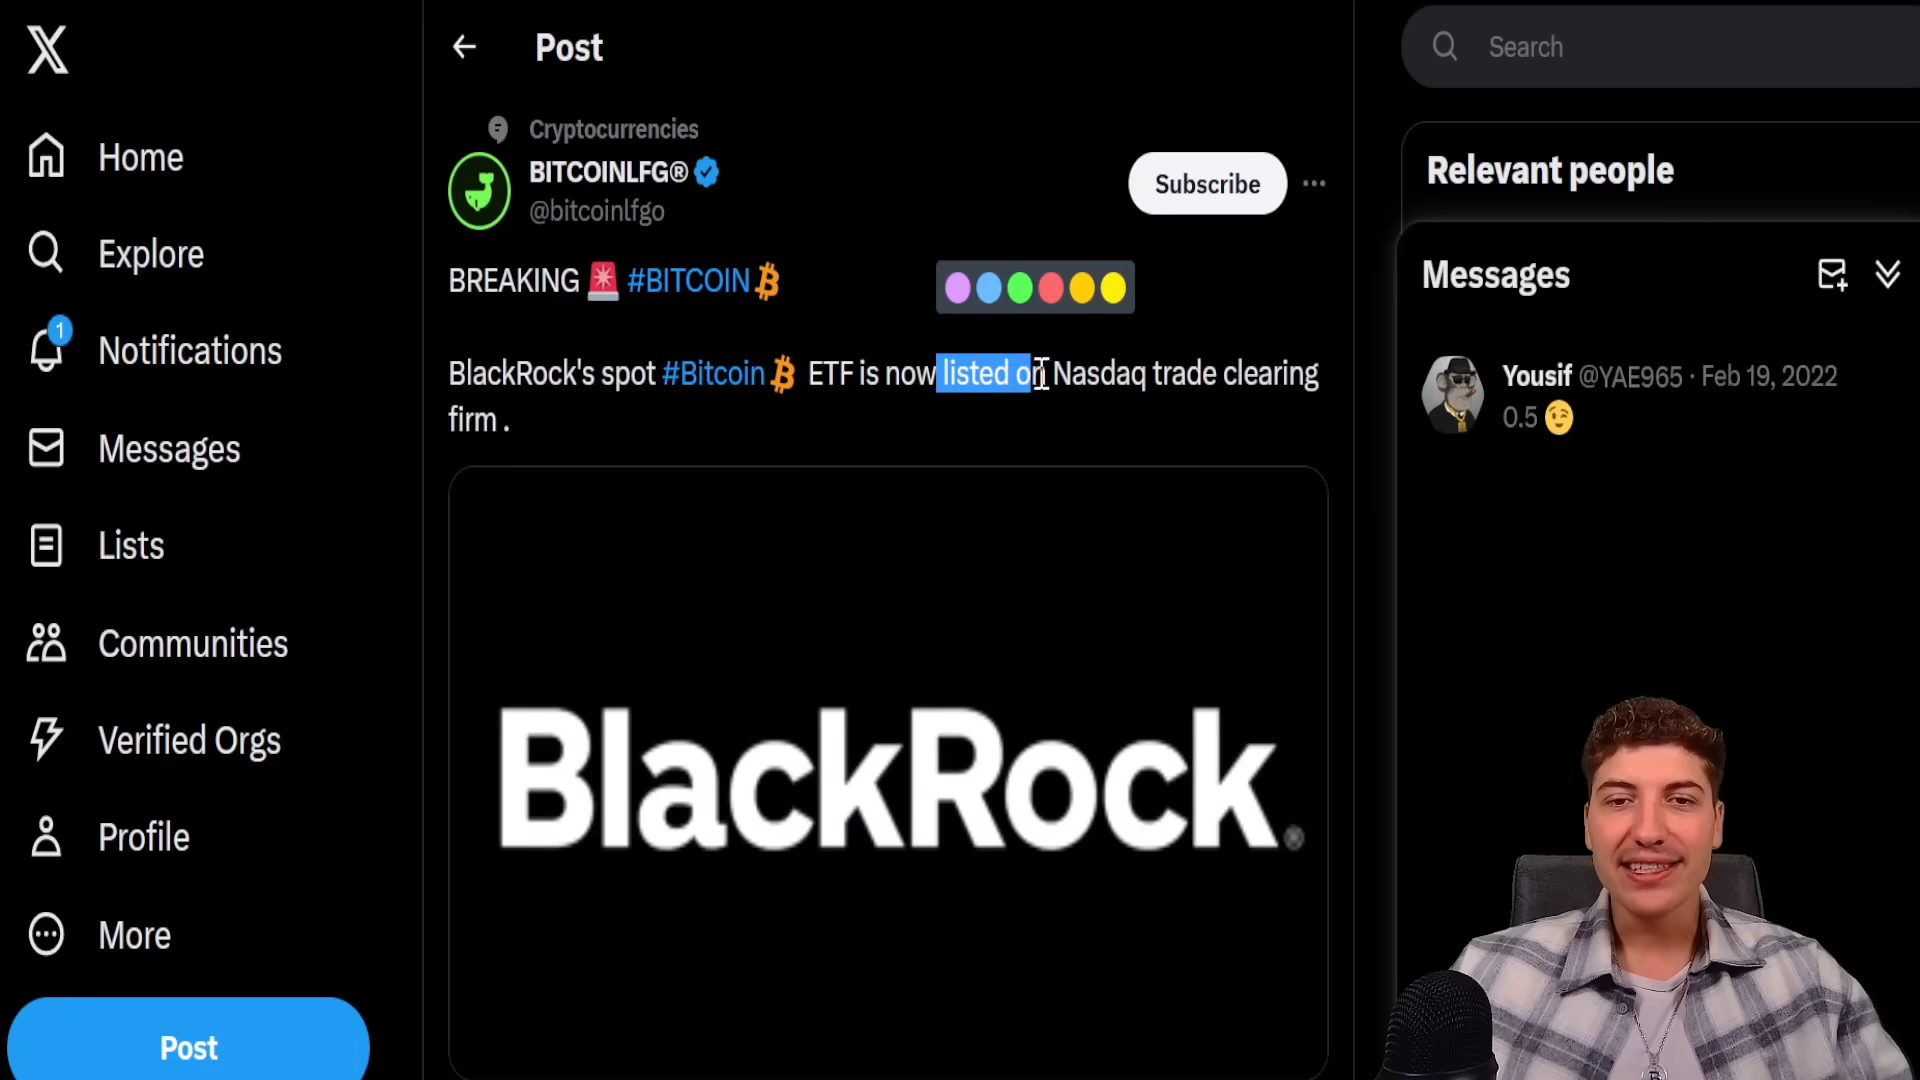 Home
Explore
1
Notifications
Messages
Lists
Communities
Verified Orgs
Profile
More
Post
Post
Cryptocurrencies
BITCOINLFG®
@bitcoinlfgo
Subscribe
BREAKING 🚨 #BITCOIN
BlackRock's spot #Bitcoin ETF is now listed on Nasdaq trade clearing
firm .
BlackRock®
Search
Relevant people
Messages
Yousif @YAE965 · Feb 19, 2022
0.5 😉